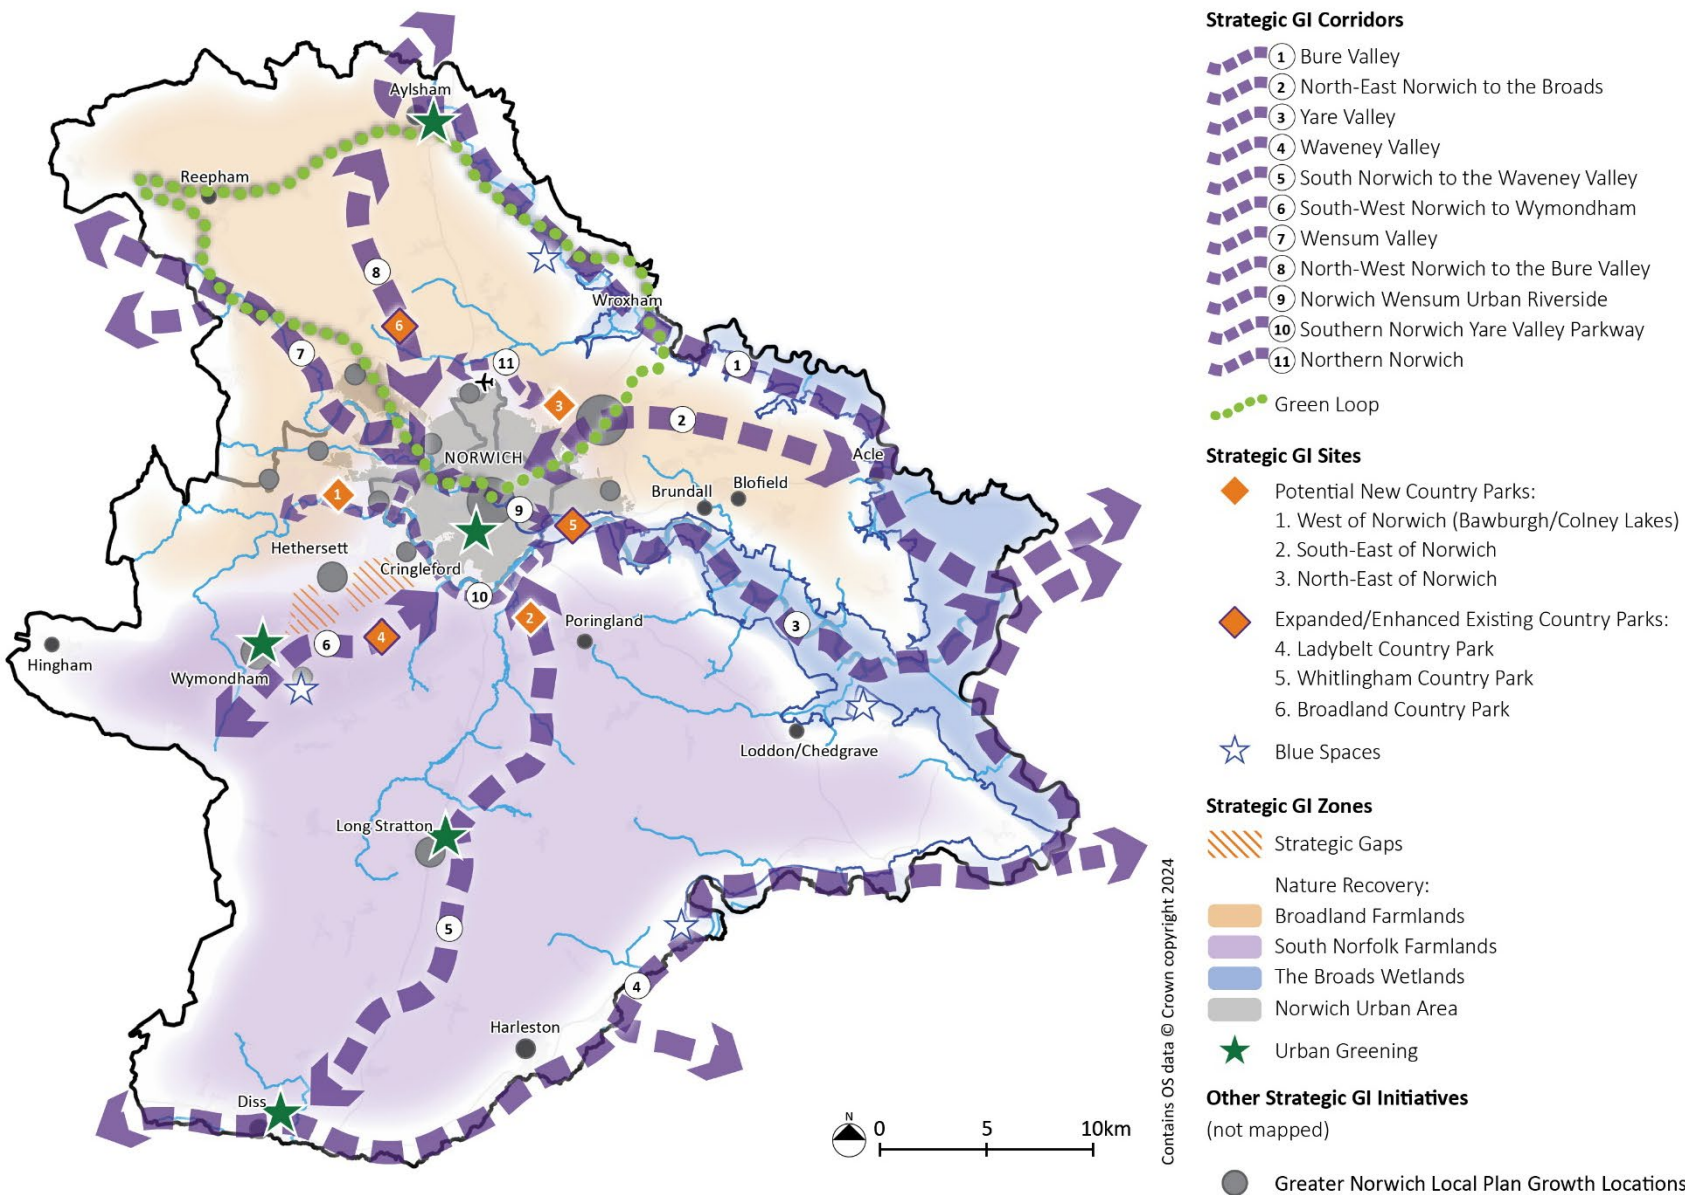 Aylsham
Reepham
8
Wroxham
6
7
11
1
3
2
NORWICH
Acle
1
Brundall
Blofield
9
5
Hethersett
Cringleford
10
2
Poringland
3
4
6
Hingham
Wymondham
Loddon/Chedgrave
Long Stratton
5
4
Harleston
Diss
N
0 5 10km
Contains OS data © Crown copyright 2024
Strategic GI Corridors
1 Bure Valley
2 North-East Norwich to the Broads
3 Yare Valley
4 Waveney Valley
5 South Norwich to the Waveney Valley
6 South-West Norwich to Wymondham
7 Wensum Valley
8 North-West Norwich to the Bure Valley
9 Norwich Wensum Urban Riverside
10 Southern Norwich Yare Valley Parkway
11 Northern Norwich
Green Loop
Strategic GI Sites
Potential New Country Parks:
1. West of Norwich (Bawburgh/Colney Lakes)
2. South-East of Norwich
3. North-East of Norwich
Expanded/Enhanced Existing Country Parks:
4. Ladybelt Country Park
5. Whitlingham Country Park
6. Broadland Country Park
Blue Spaces
Strategic GI Zones
Strategic Gaps
Nature Recovery:
Broadland Farmlands
South Norfolk Farmlands
The Broads Wetlands
Norwich Urban Area
Urban Greening
Other Strategic GI Initiatives
(not mapped)
Greater Norwich Local Plan Growth Locations